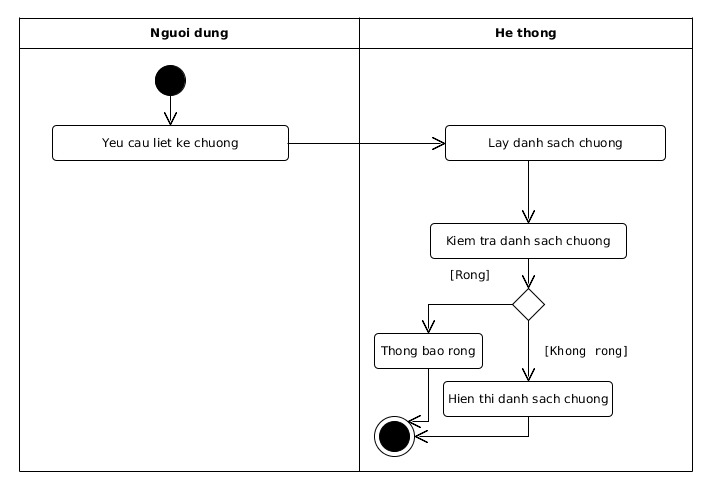 Nguoi dung
He thong
Yeu cau liet ke chuong
Lay danh sach chuong
Kiem tra danh sach chuong
[Rong]
Thong bao rong
[Khong rong]
Hien thi danh sach chuong